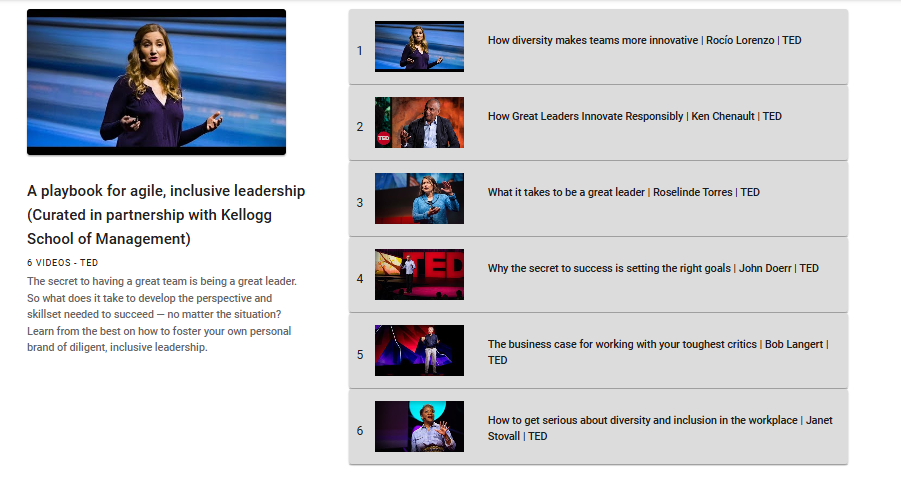 A playbook for agile, inclusive leadership
(Curated in partnership with Kellogg
School of Management)
6 VIDEOS - TED
The secret to having a great team is being a great leader.
So what does it take to develop the perspective and
skillset needed to succeed — no matter the situation?
Learn from the best on how to foster your own personal
brand of diligent, inclusive leadership.
1
How diversity makes teams more innovative | Rocío Lorenzo | TED
2
TED
How Great Leaders Innovate Responsibly | Ken Chenault | TED
3
What it takes to be a great leader | Roselinde Torres | TED
4
TED
Why the secret to success is setting the right goals | John Doerr | TED
5
The business case for working with your toughest critics | Bob Langert |
TED
6
How to get serious about diversity and inclusion in the workplace | Janet
Stovall | TED